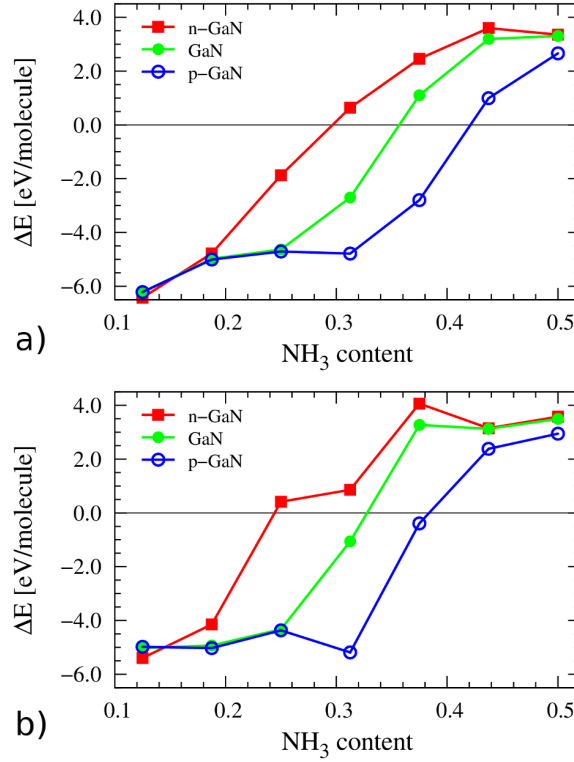 n−GaN
GaN
p−GaN
4.0
2.0
0.0
−2.0
−4.0
−6.0
ΔE [eV/molecule]
0.1
0.2
0.3
0.4
0.5
NH₃ content
a)
n−GaN
GaN
p−GaN
4.0
2.0
0.0
−2.0
−4.0
−6.0
ΔE [eV/molecule]
0.1
0.2
0.3
0.4
0.5
NH₃ content
b)